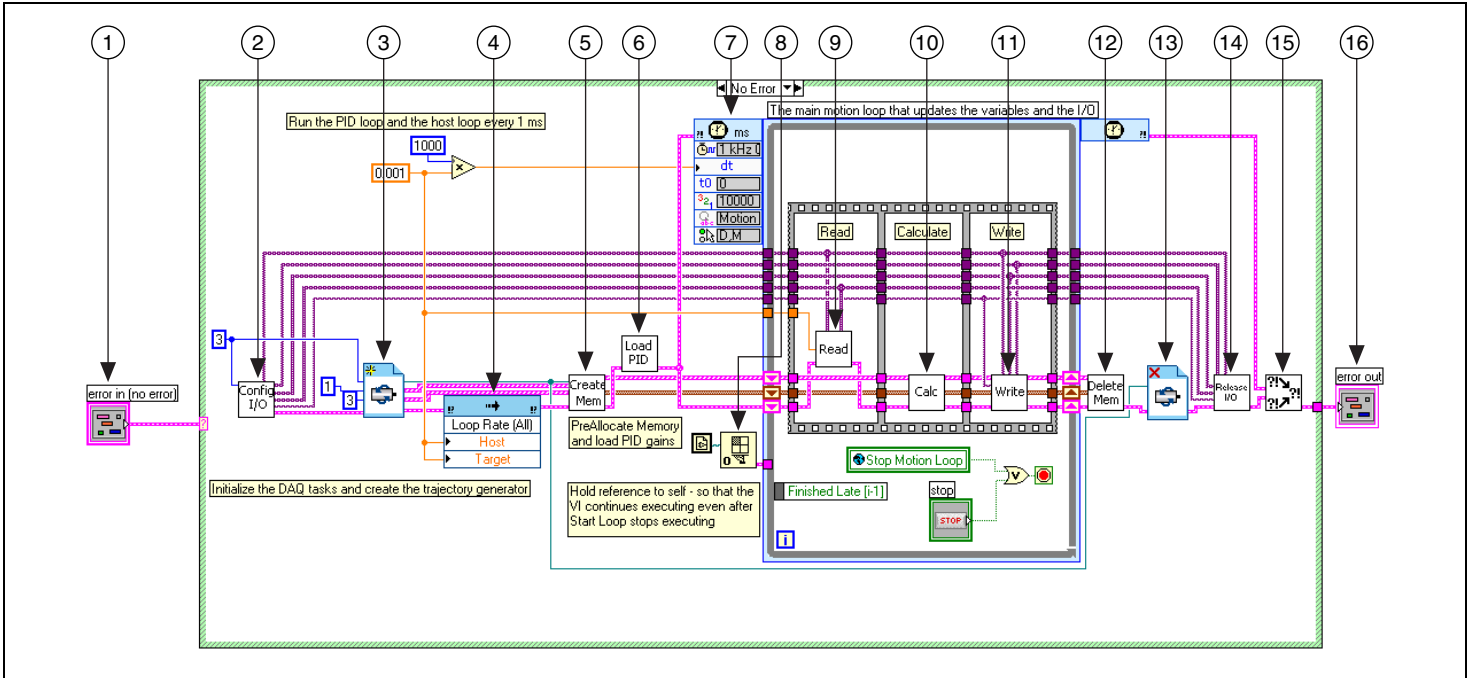 1 2 3 4 5 6 7 8 9 10 11 12 13 14 15 16
No Error
The main motion loop that updates the variables and the I/O
Run the PID loop and the host loop every 1 ms
ms
1000
1 kHz
0.001
dt
t0 0
10000
Motion
D,M
Read
Calculate
Write
3
Load
PID
Read
Config
I/O
1
3
Create
Mem
Calc
Write
Delete
Mem
Release
I/O
error in (no error)
error out
Loop Rate (All)
Host
Target
PreAllocate Memory
and load PID gains
0
Stop Motion Loop
stop
STOP
Initialize the DAQ tasks and create the trajectory generator
Hold reference to self - so that the
VI continues executing even after
Start Loop stops executing
Finished Late [i-1]
i